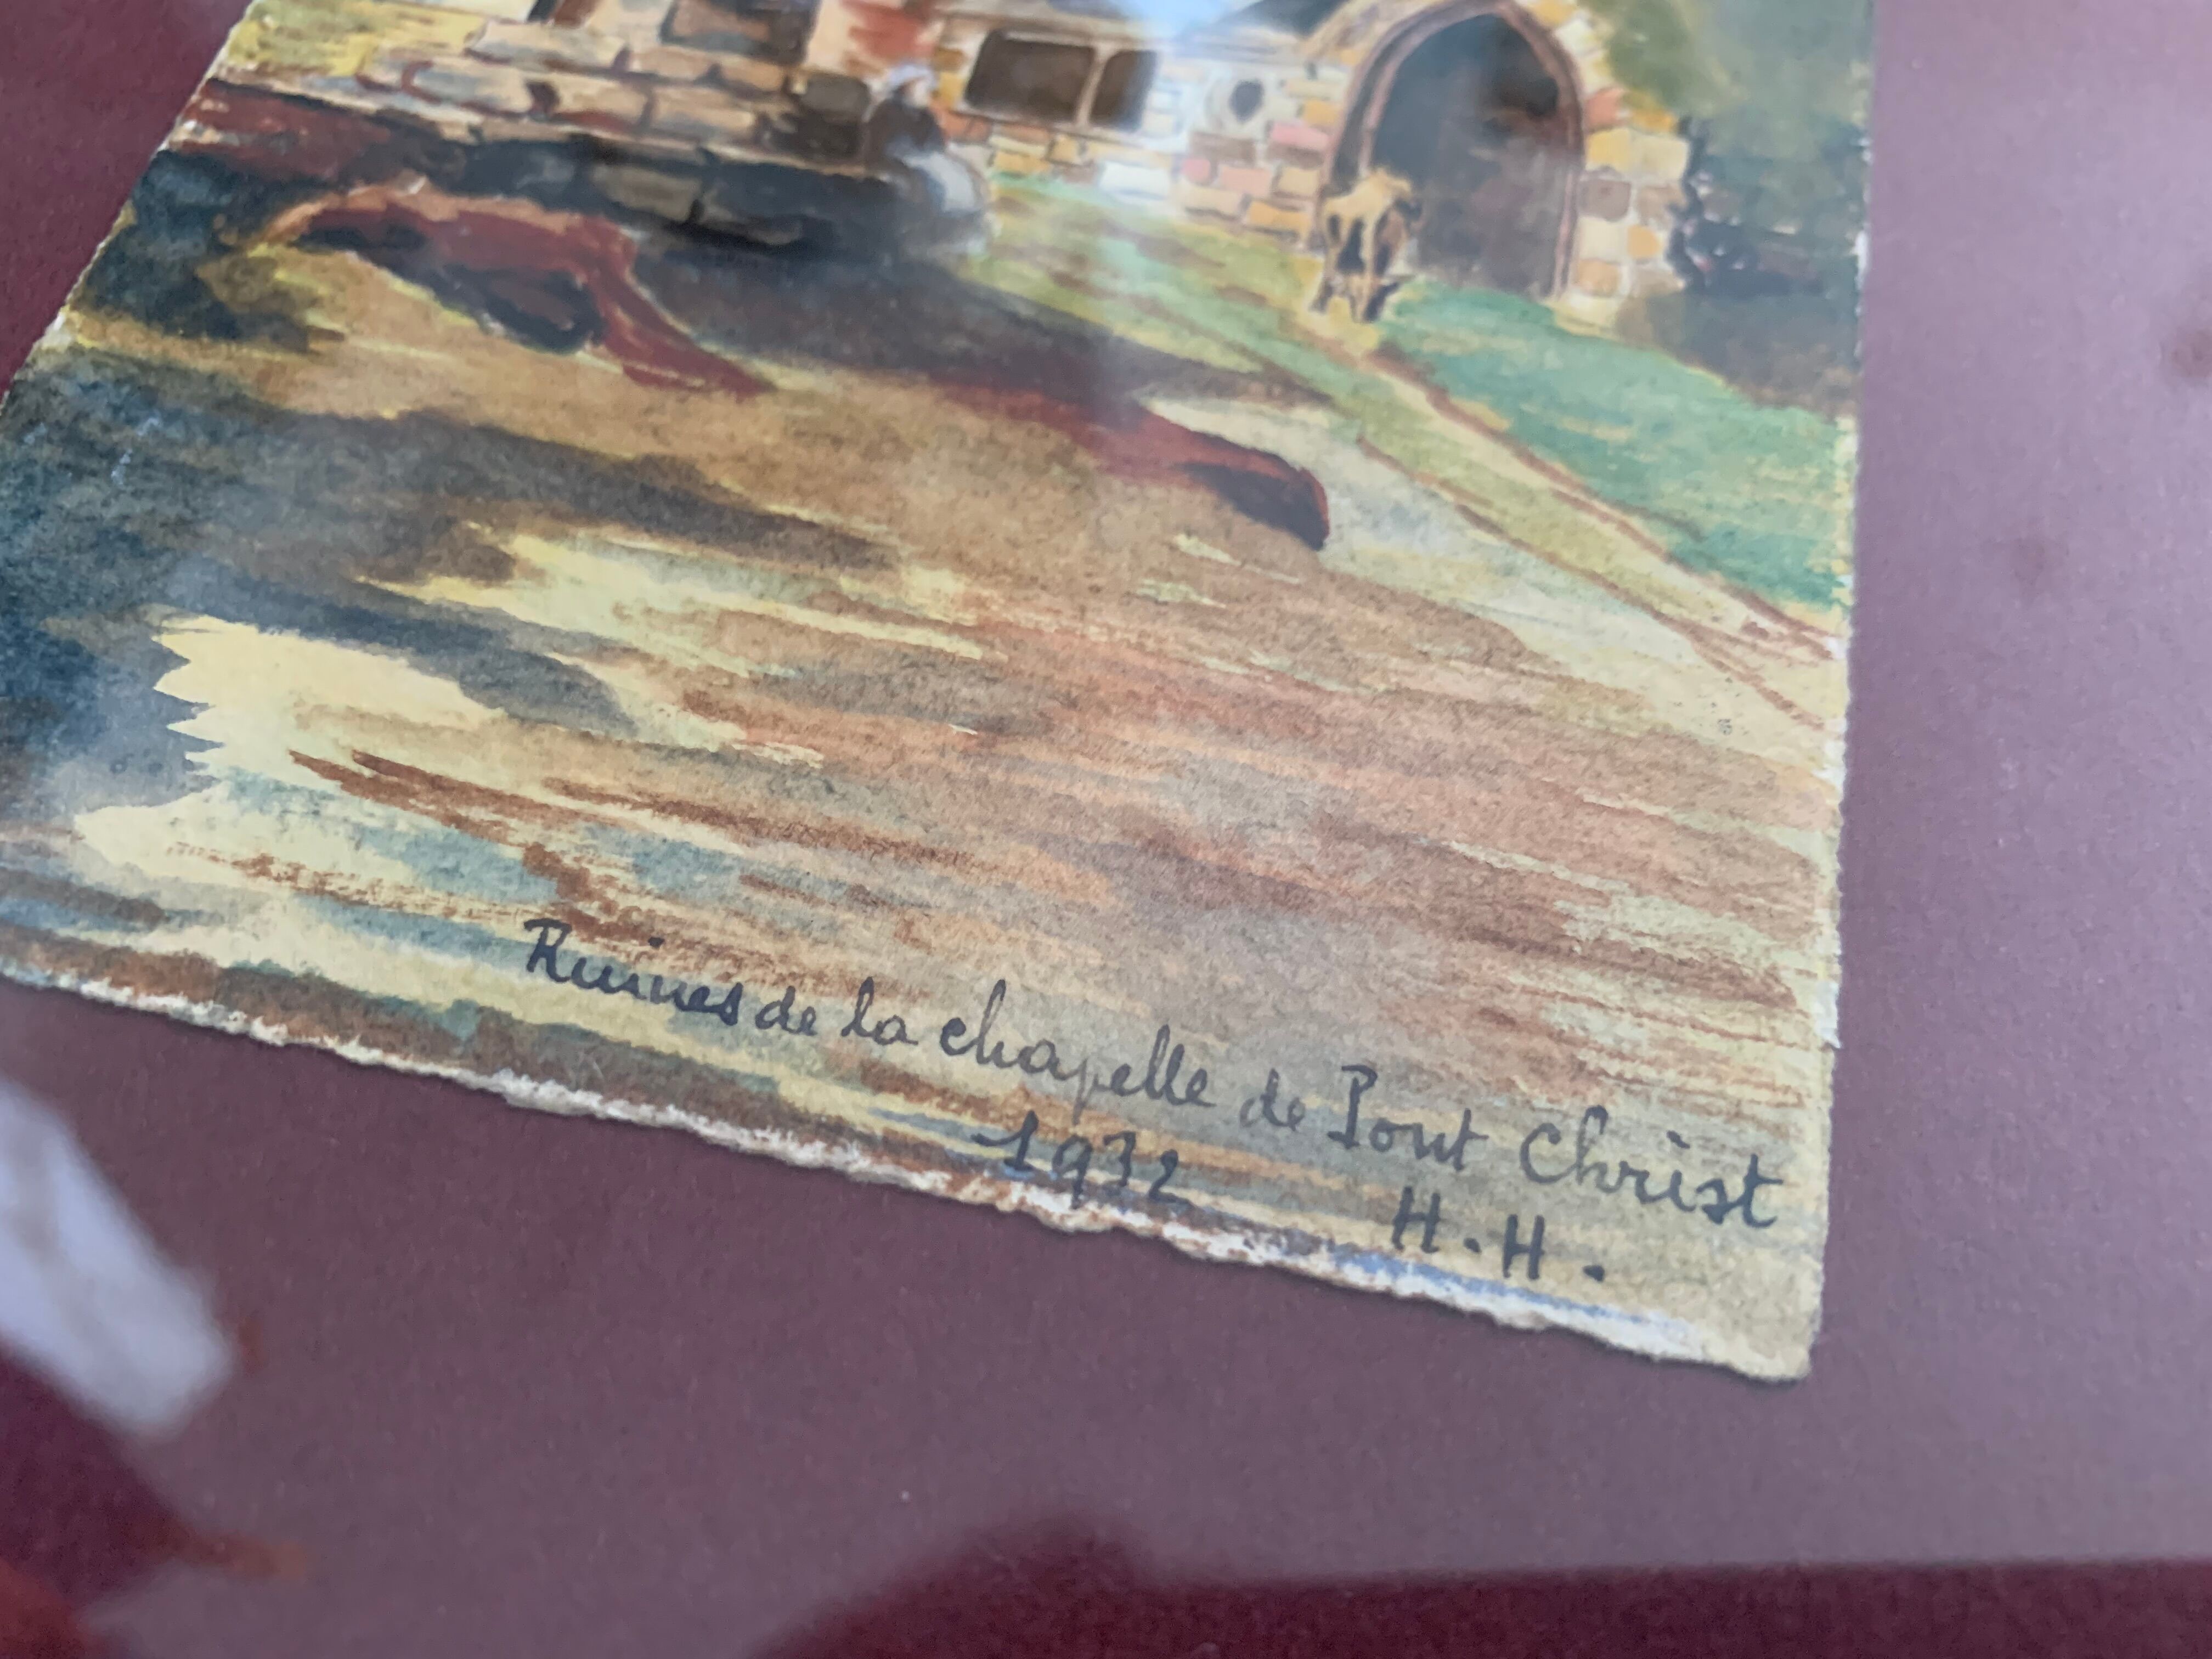 Ruines de la chapelle de Pont Christ
1932
H. H.